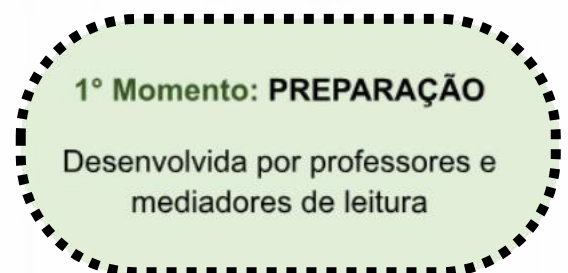 1° Momento: PREPARAÇÃO
Desenvolvida por professores e
mediadores de leitura